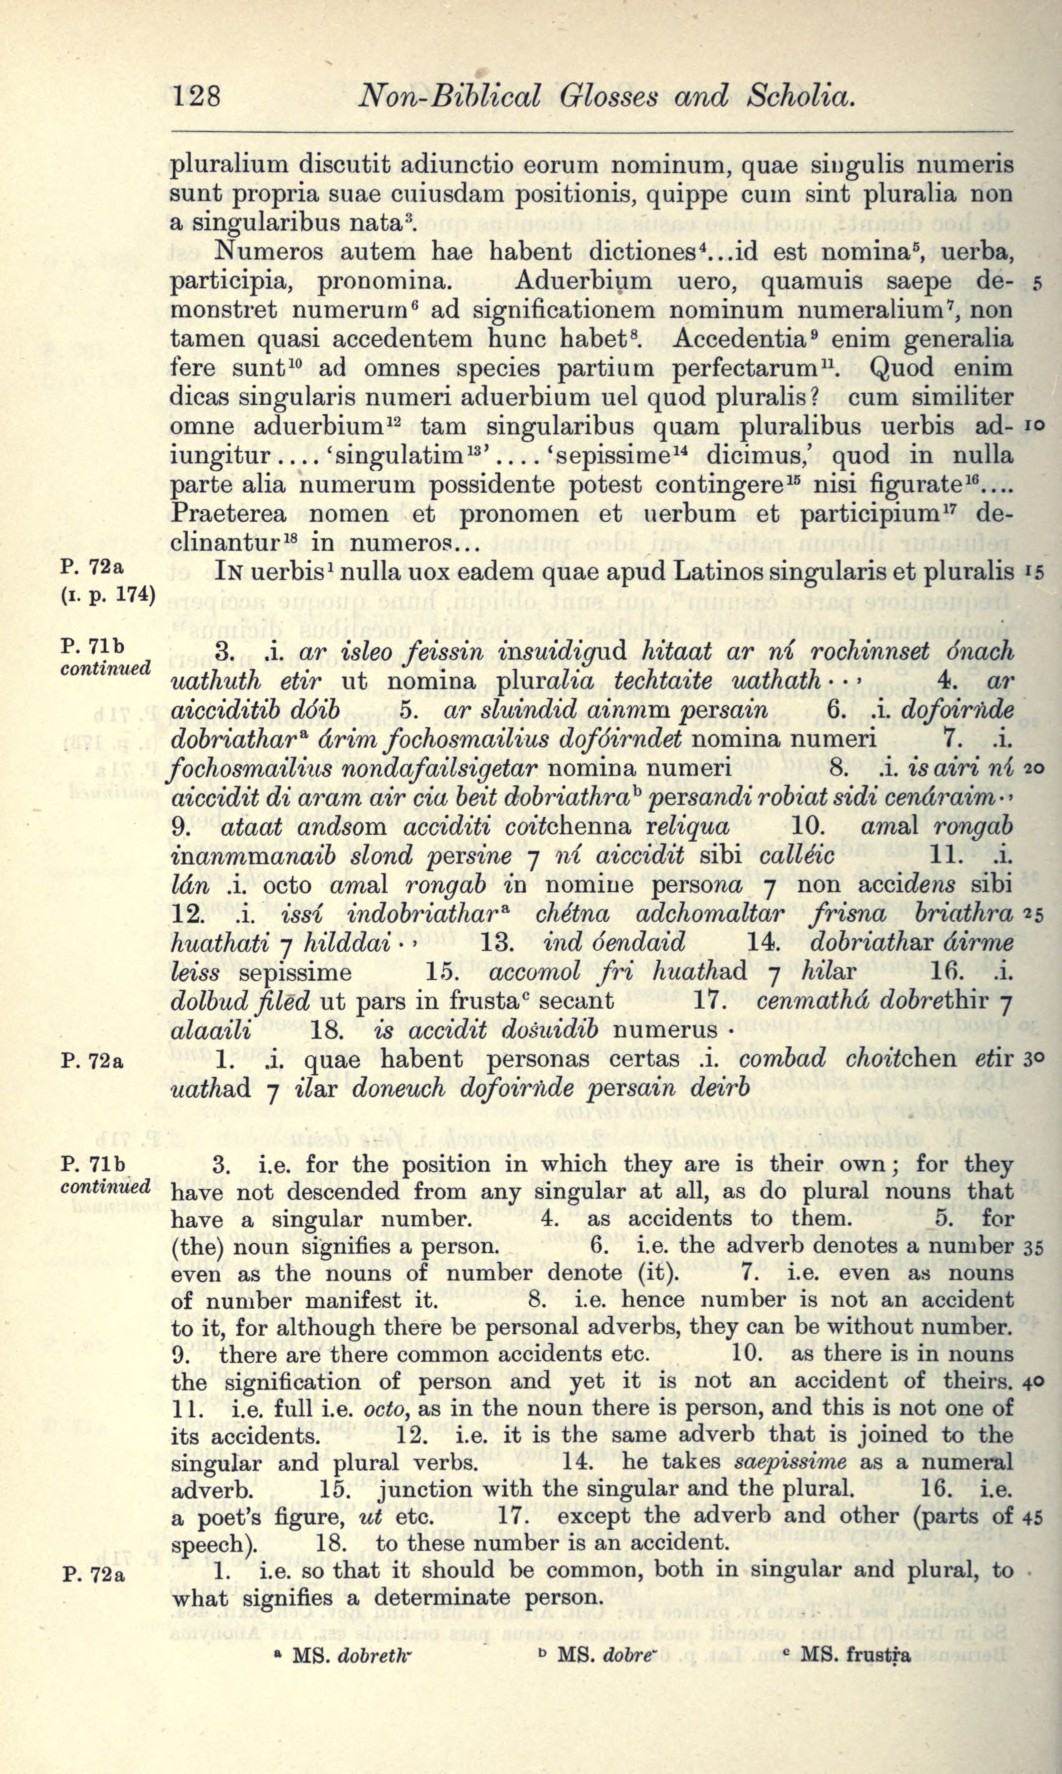 128 Non-Biblical Glosses and Scholia.
pluralium discutit adiunctio eorum nominum, quae singulis numeris
sunt propria suae cuiusdam positionis, quippe cum sint pluralia non
a singularibus nata³.
Numeros autem hae habent dictiones⁴...id est nomina⁵, uerba,
participia, pronomina. Aduerbium uero, quamuis saepe de- 5
monstret numerum⁶ ad significationem nominum numeralium⁷, non
tamen quasi accedentem hunc habet⁸. Accedentia⁹ enim generalia
fere sunt¹⁰ ad omnes species partium perfectarum¹¹. Quod enim
dicas singularis numeri aduerbium uel quod pluralis? cum similiter
omne aduerbium¹² tam singularibus quam pluralibus uerbis ad- 10
iungitur .... ‘singulatim¹³’ .... ‘sepissime¹⁴ dicimus,’ quod in nulla
parte alia numerum possidente potest contingere¹⁵ nisi figurate¹⁶....
Praeterea nomen et pronomen et uerbum et participium¹⁷ de-
clinantur¹⁸ in numeros...
P. 72a IN uerbis¹ nulla uox eadem quae apud Latinos singularis et pluralis 15
(I. p. 174)
P. 71b continued 3. .i. ar isleo feissin insuidigud hitaat ar ní rochinnset ónach
uathuth etir ut nomina pluralia techtaite uathath · · , 4. ar
aicciditib dóib 5. ar sluindid ainmm persain 6. .i. dofoirṅde
dobriatharᵃ árim fochosmailius dofóirndet nomina numeri 7. .i.
fochosmailius nondafailsigetar nomina numeri 8. .i. is airi ní 20
aiccidit di aram air cia beit dobriathraᵇ persandi robiat sidi cenáraim · ,
9. ataat andsom acciditi coitchenna reliqua 10. amal rongab
inanmmanaib slond persine ⁊ ní aiccidit sibi calléic 11. .i.
lán .i. octo amal rongab in nomine persona ⁊ non accidens sibi
12. .i. issí indobriatharᵃ chétna adchomaltar frisna briathra 25
huathati ⁊ hilddai · , 13. ind óendaid 14. dobriathar áirme
leiss sepissime 15. accomol fri huathad ⁊ hilar 16. .i.
dolbud filed ut pars in frustaᶜ secant 17. cenmathá dobrethir ⁊
alaaili 18. is accidit doṡuidib numerus ·
P. 72a 1. .i. quae habent personas certas .i. combad choitchen etir 30
uathad ⁊ ilar doneuch dofoirṅde persain deirb
P. 71b continued 3. i.e. for the position in which they are is their own; for they
have not descended from any singular at all, as do plural nouns that
have a singular number. 4. as accidents to them. 5. for
(the) noun signifies a person. 6. i.e. the adverb denotes a number 35
even as the nouns of number denote (it). 7. i.e. even as nouns
of number manifest it. 8. i.e. hence number is not an accident
to it, for although there be personal adverbs, they can be without number.
9. there are there common accidents etc. 10. as there is in nouns
the signification of person and yet it is not an accident of theirs. 40
11. i.e. full i.e. octo, as in the noun there is person, and this is not one of
its accidents. 12. i.e. it is the same adverb that is joined to the
singular and plural verbs. 14. he takes saepissime as a numeral
adverb. 15. junction with the singular and the plural. 16. i.e.
a poet's figure, ut etc. 17. except the adverb and other (parts of 45
speech). 18. to these number is an accident.
P. 72a 1. i.e. so that it should be common, both in singular and plural, to
what signifies a determinate person.
ᵃ MS. dobreth̅ ᵇ MS. dobre̅ ᶜ MS. frustṛa